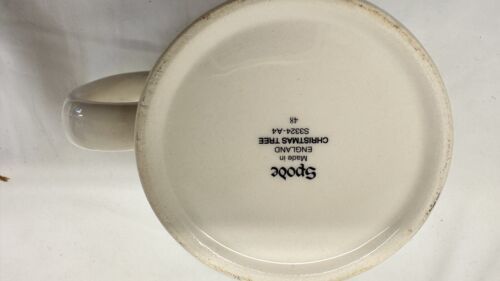 Spode
Made in
ENGLAND
CHRISTMAS TREE
S3324-A4
48